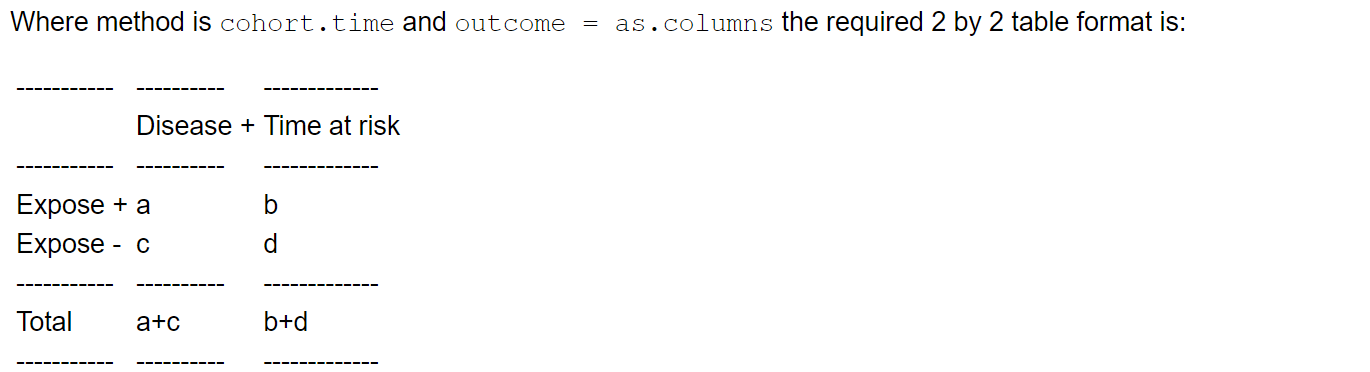 Where method is cohort.time and outcome = as.columns the required 2 by 2 table format is:
----------- ---------- -------------
Disease + Time at risk
----------- ---------- -------------
Expose + a b
Expose - c d
----------- ---------- -------------
Total a+c b+d
----------- ---------- -------------